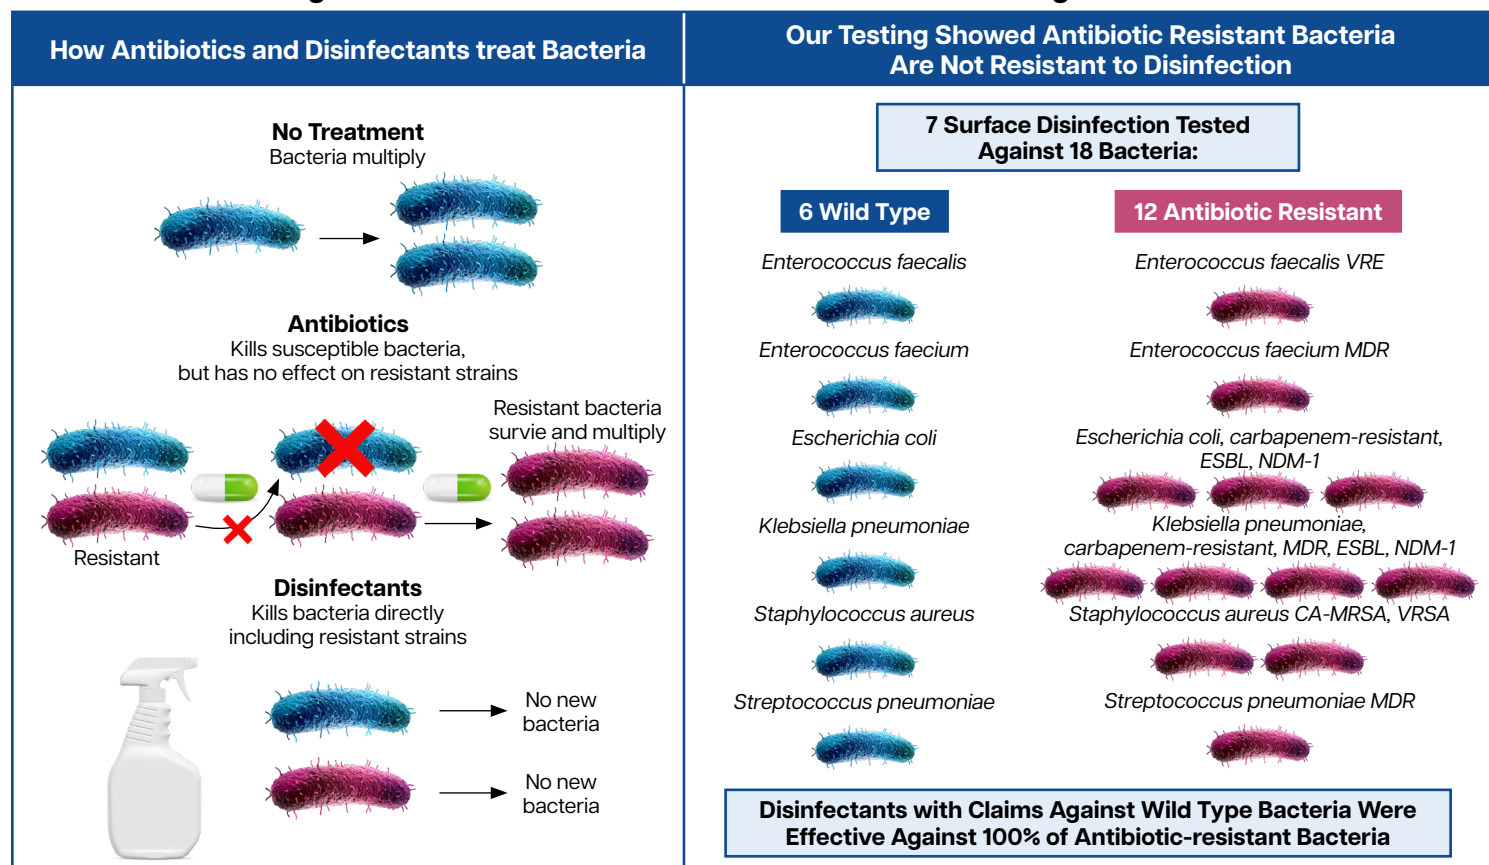 How Antibiotics and Disinfectants treat Bacteria
No Treatment
Bacteria multiply
Antibiotics
Kills susceptible bacteria,
but has no effect on resistant strains
Resistant bacteria
survie and multiply
Resistant
Disinfectants
Kills bacteria directly
including resistant strains
No new
bacteria
No new
bacteria
Our Testing Showed Antibiotic Resistant Bacteria
Are Not Resistant to Disinfection
7 Surface Disinfection Tested
Against 18 Bacteria:
6 Wild Type
Enterococcus faecalis
Enterococcus faecium
Escherichia coli
Klebsiella pneumoniae
Staphylococcus aureus
Streptococcus pneumoniae
12 Antibiotic Resistant
Enterococcus faecalis VRE
Enterococcus faecium MDR
Escherichia coli, carbapenem-resistant,
ESBL, NDM-1
Klebsiella pneumoniae,
carbapenem-resistant, MDR, ESBL, NDM-1
Staphylococcus aureus CA-MRSA, VRSA
Streptococcus pneumoniae MDR
Disinfectants with Claims Against Wild Type Bacteria Were
Effective Against 100% of Antibiotic-resistant Bacteria